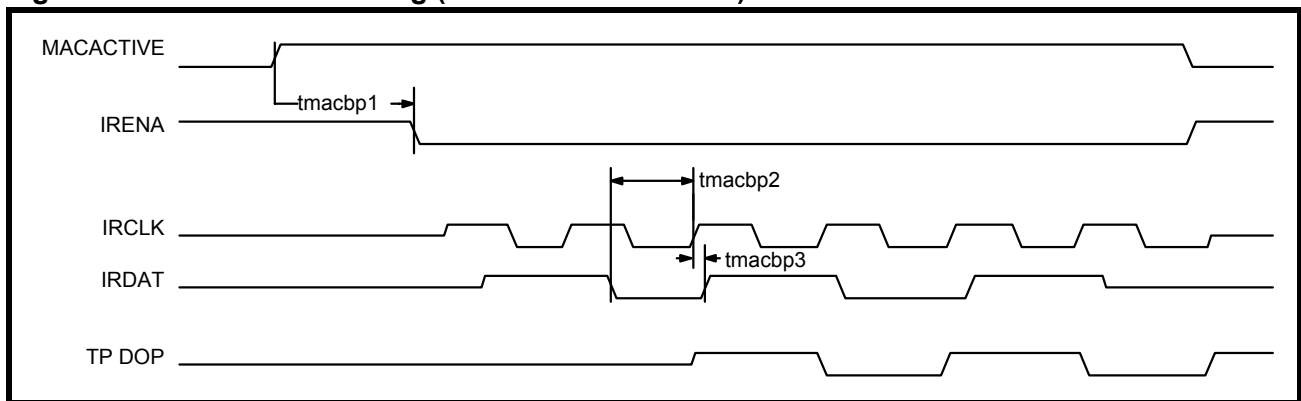 MACACTIVE
tmacbp1
IRENA
tmacbp2
IRCLK
tmacbp3
IRDAT
TP DOP